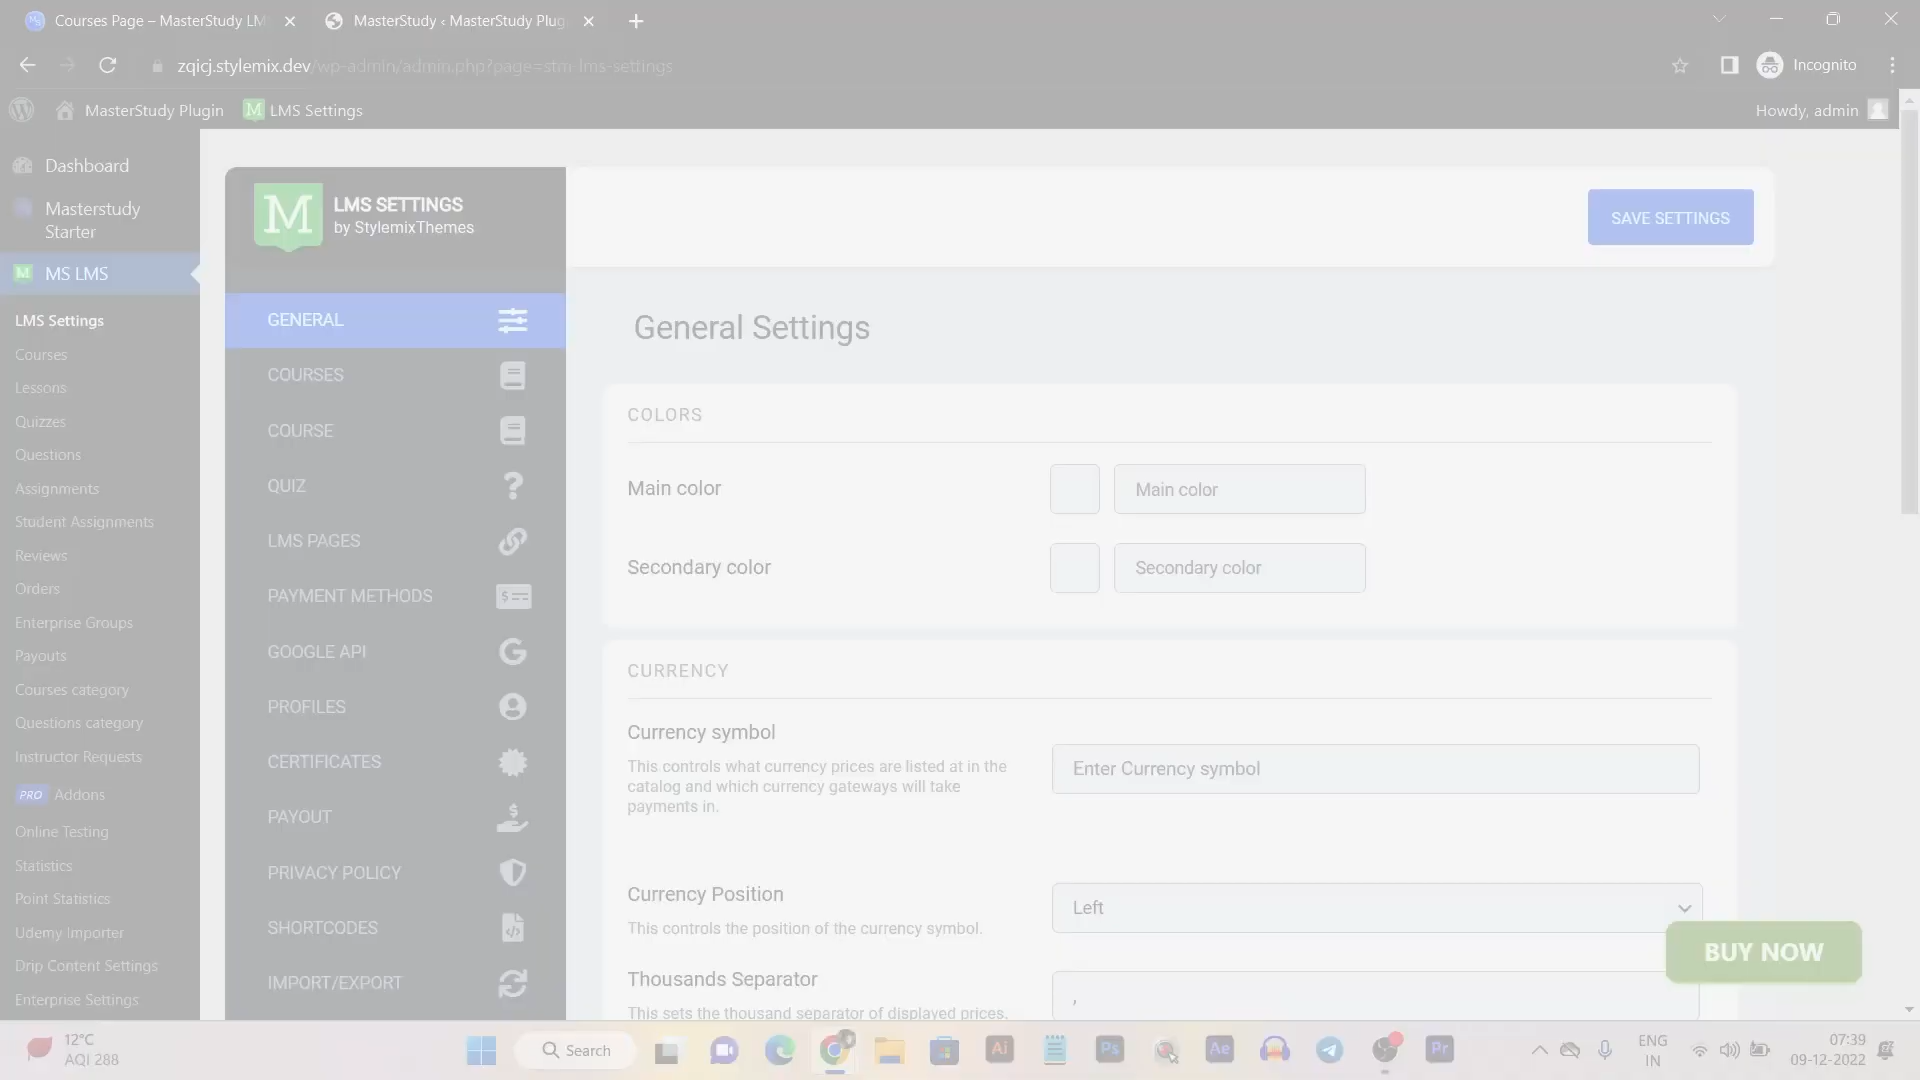 Courses Page – MasterStudy LM
MasterStudy ‹ MasterStudy Plug
zqicj.stylemix.dev/wp-admin/admin.php?page=stm-lms-settings
Incognito
MasterStudy Plugin
M LMS Settings
Howdy, admin
Dashboard
Masterstudy
Starter
M MS LMS
LMS Settings
Courses
Lessons
Quizzes
Questions
Assignments
Student Assignments
Reviews
Orders
Enterprise Groups
Payouts
Courses category
Questions category
Instructor Requests
PRO Addons
Online Testing
Statistics
Point Statistics
Udemy Importer
Drip Content Settings
Enterprise Settings
M
LMS SETTINGS
by StylemixThemes
GENERAL
COURSES
COURSE
QUIZ
LMS PAGES
PAYMENT METHODS
GOOGLE API
PROFILES
CERTIFICATES
PAYOUT
PRIVACY POLICY
SHORTCODES
IMPORT/EXPORT
SAVE SETTINGS
General Settings
COLORS
Main color
Main color
Secondary color
Secondary color
CURRENCY
Currency symbol
This controls what currency prices are listed at in the
catalog and which currency gateways will take
payments in.
Enter Currency symbol
Currency Position
This controls the position of the currency symbol.
Left
Thousands Separator
This sets the thousand separator of displayed prices.
,
BUY NOW
12°C
AQI 288
Search
Ai
Ps
Ae
Pr
ENG
IN
07:39
09-12-2022